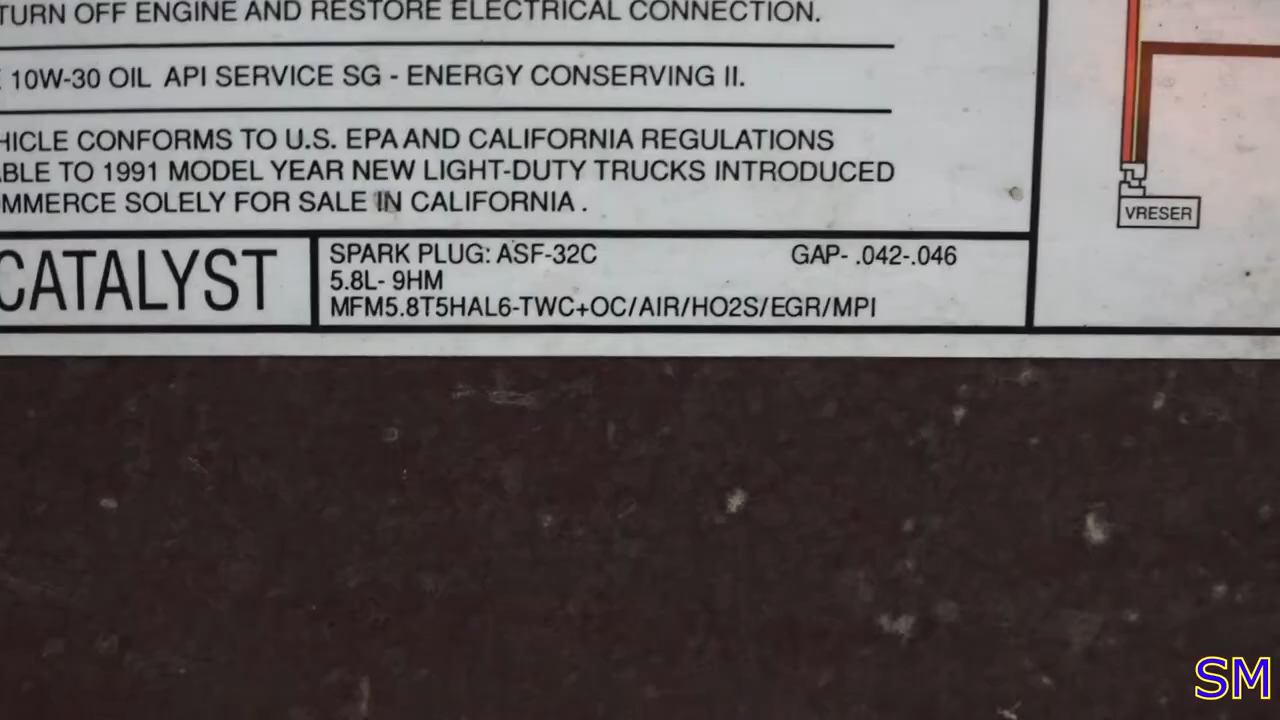 TURN OFF ENGINE AND RESTORE ELECTRICAL CONNECTION.
10W-30 OIL API SERVICE SG - ENERGY CONSERVING II.
HICLE CONFORMS TO U.S. EPA AND CALIFORNIA REGULATIONS
ABLE TO 1991 MODEL YEAR NEW LIGHT-DUTY TRUCKS INTRODUCED
OMMERCE SOLELY FOR SALE IN CALIFORNIA.
CATALYST
SPARK PLUG: ASF-32C GAP- .042-.046
5.8L- 9HM
MFM5.8T5HAL6-TWC+OC/AIR/HO2S/EGR/MPI
VRESER
SM